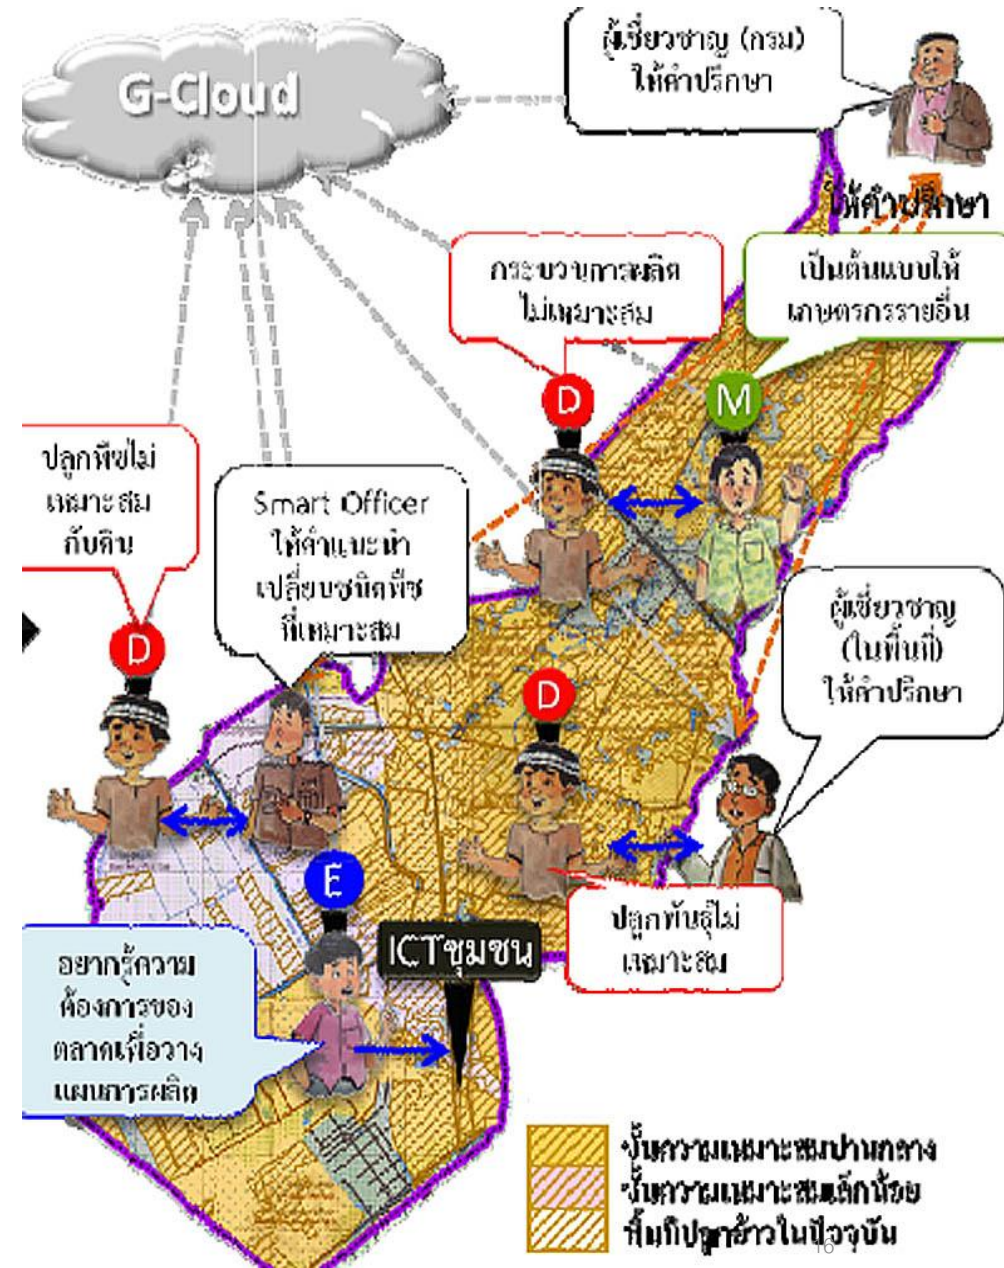 G-Cloud
ผู้เชี่ยวชาญ (กรม)
ให้คำปรึกษา
ให้คำปรึกษา
กระบวนการผลิต
ไม่เหมาะสม
เป็นต้นแบบให้
เกษตรกรรายอื่น
D
M
ปลูกพืชไม่
เหมาะสม
กับดิน
Smart Officer
ให้คำแนะนำ
เปลี่ยนชนิดพืช
ที่เหมาะสม
ผู้เชี่ยวชาญ
(ในพื้นที่)
ให้คำปรึกษา
D
D
E
ICTชุมชน
ปลูกพันธุ์ไม่
เหมาะสม
อยากรู้ความ
ต้องการของ
ตลาดเพื่อวาง
แผนการผลิต
ชั้นความเหมาะสมปานกลาง
ชั้นความเหมาะสมเล็กน้อย
พื้นที่ปลูกข้าวในปัจจุบัน
16